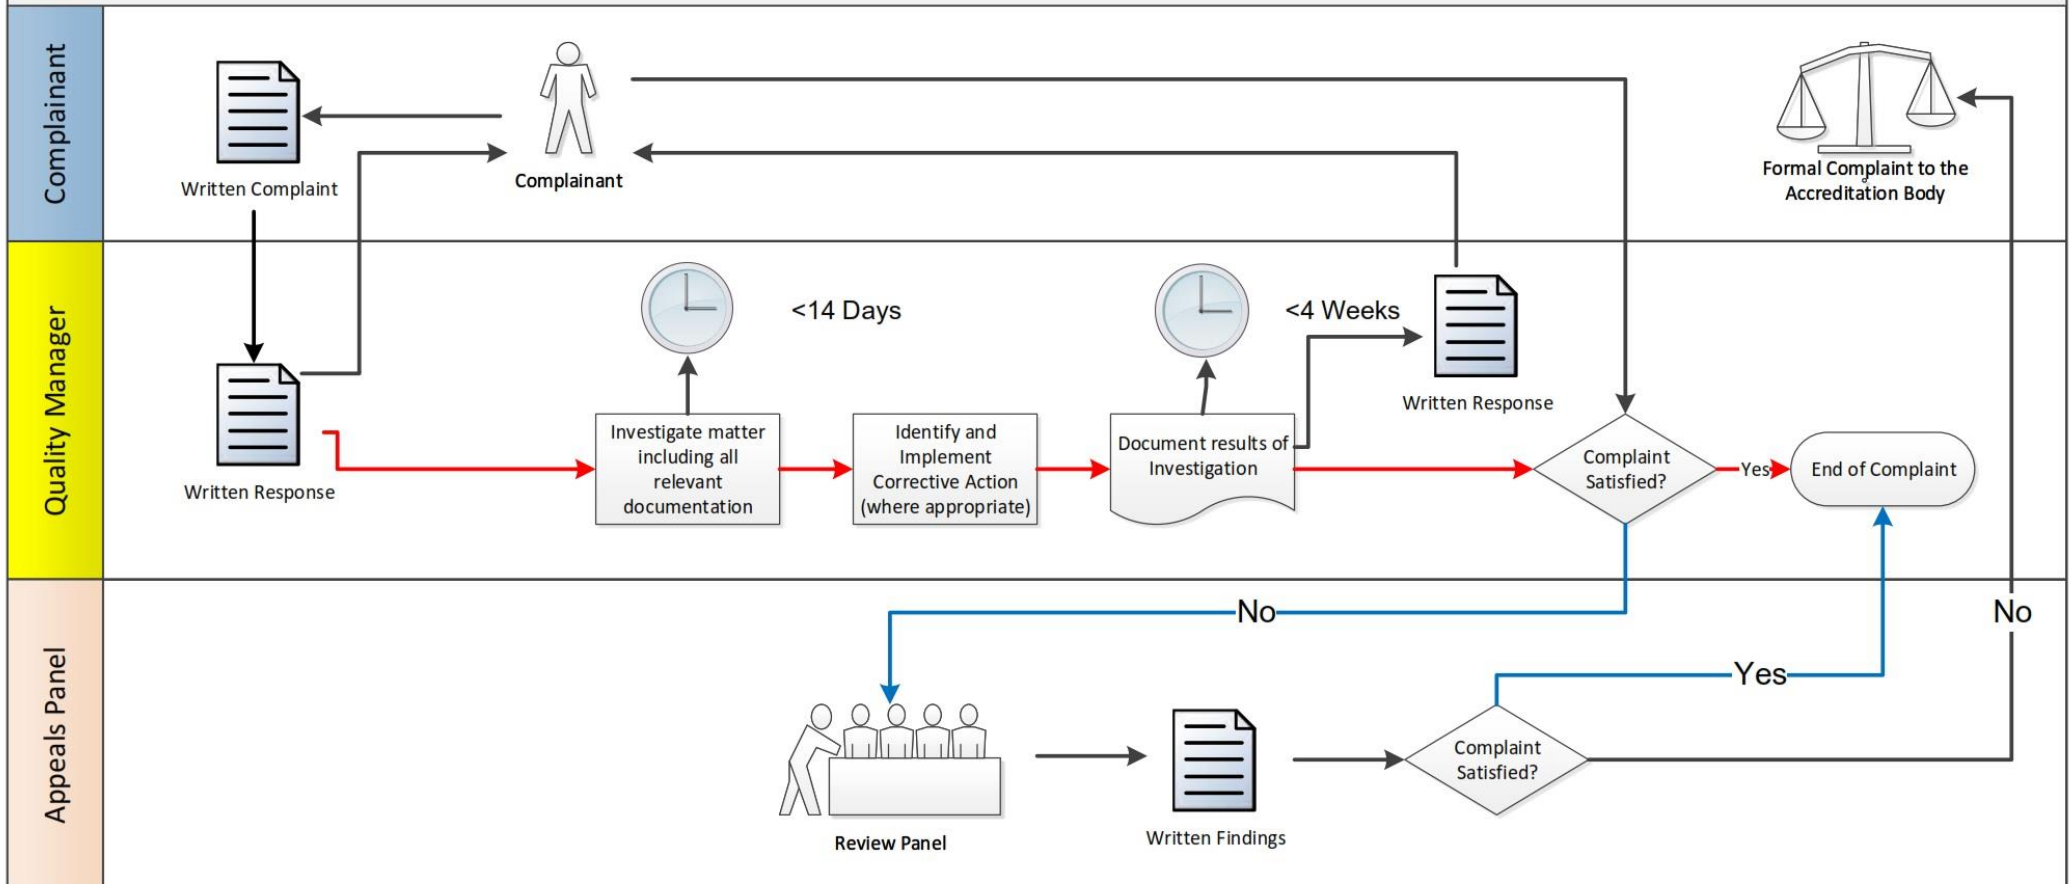 Complainant
Written Complaint
Complainant
Formal Complaint to the
Accreditation Body
Quality Manager
<14 Days
<4 Weeks
Written Response
Written Response
Investigate matter
including all
relevant
documentation
Identify and
Implement
Corrective Action
(where appropriate)
Document results of
Investigation
Complaint
Satisfied?
Yes
End of Complaint
Appeals Panel
No
No
Yes
Review Panel
Written Findings
Complaint
Satisfied?